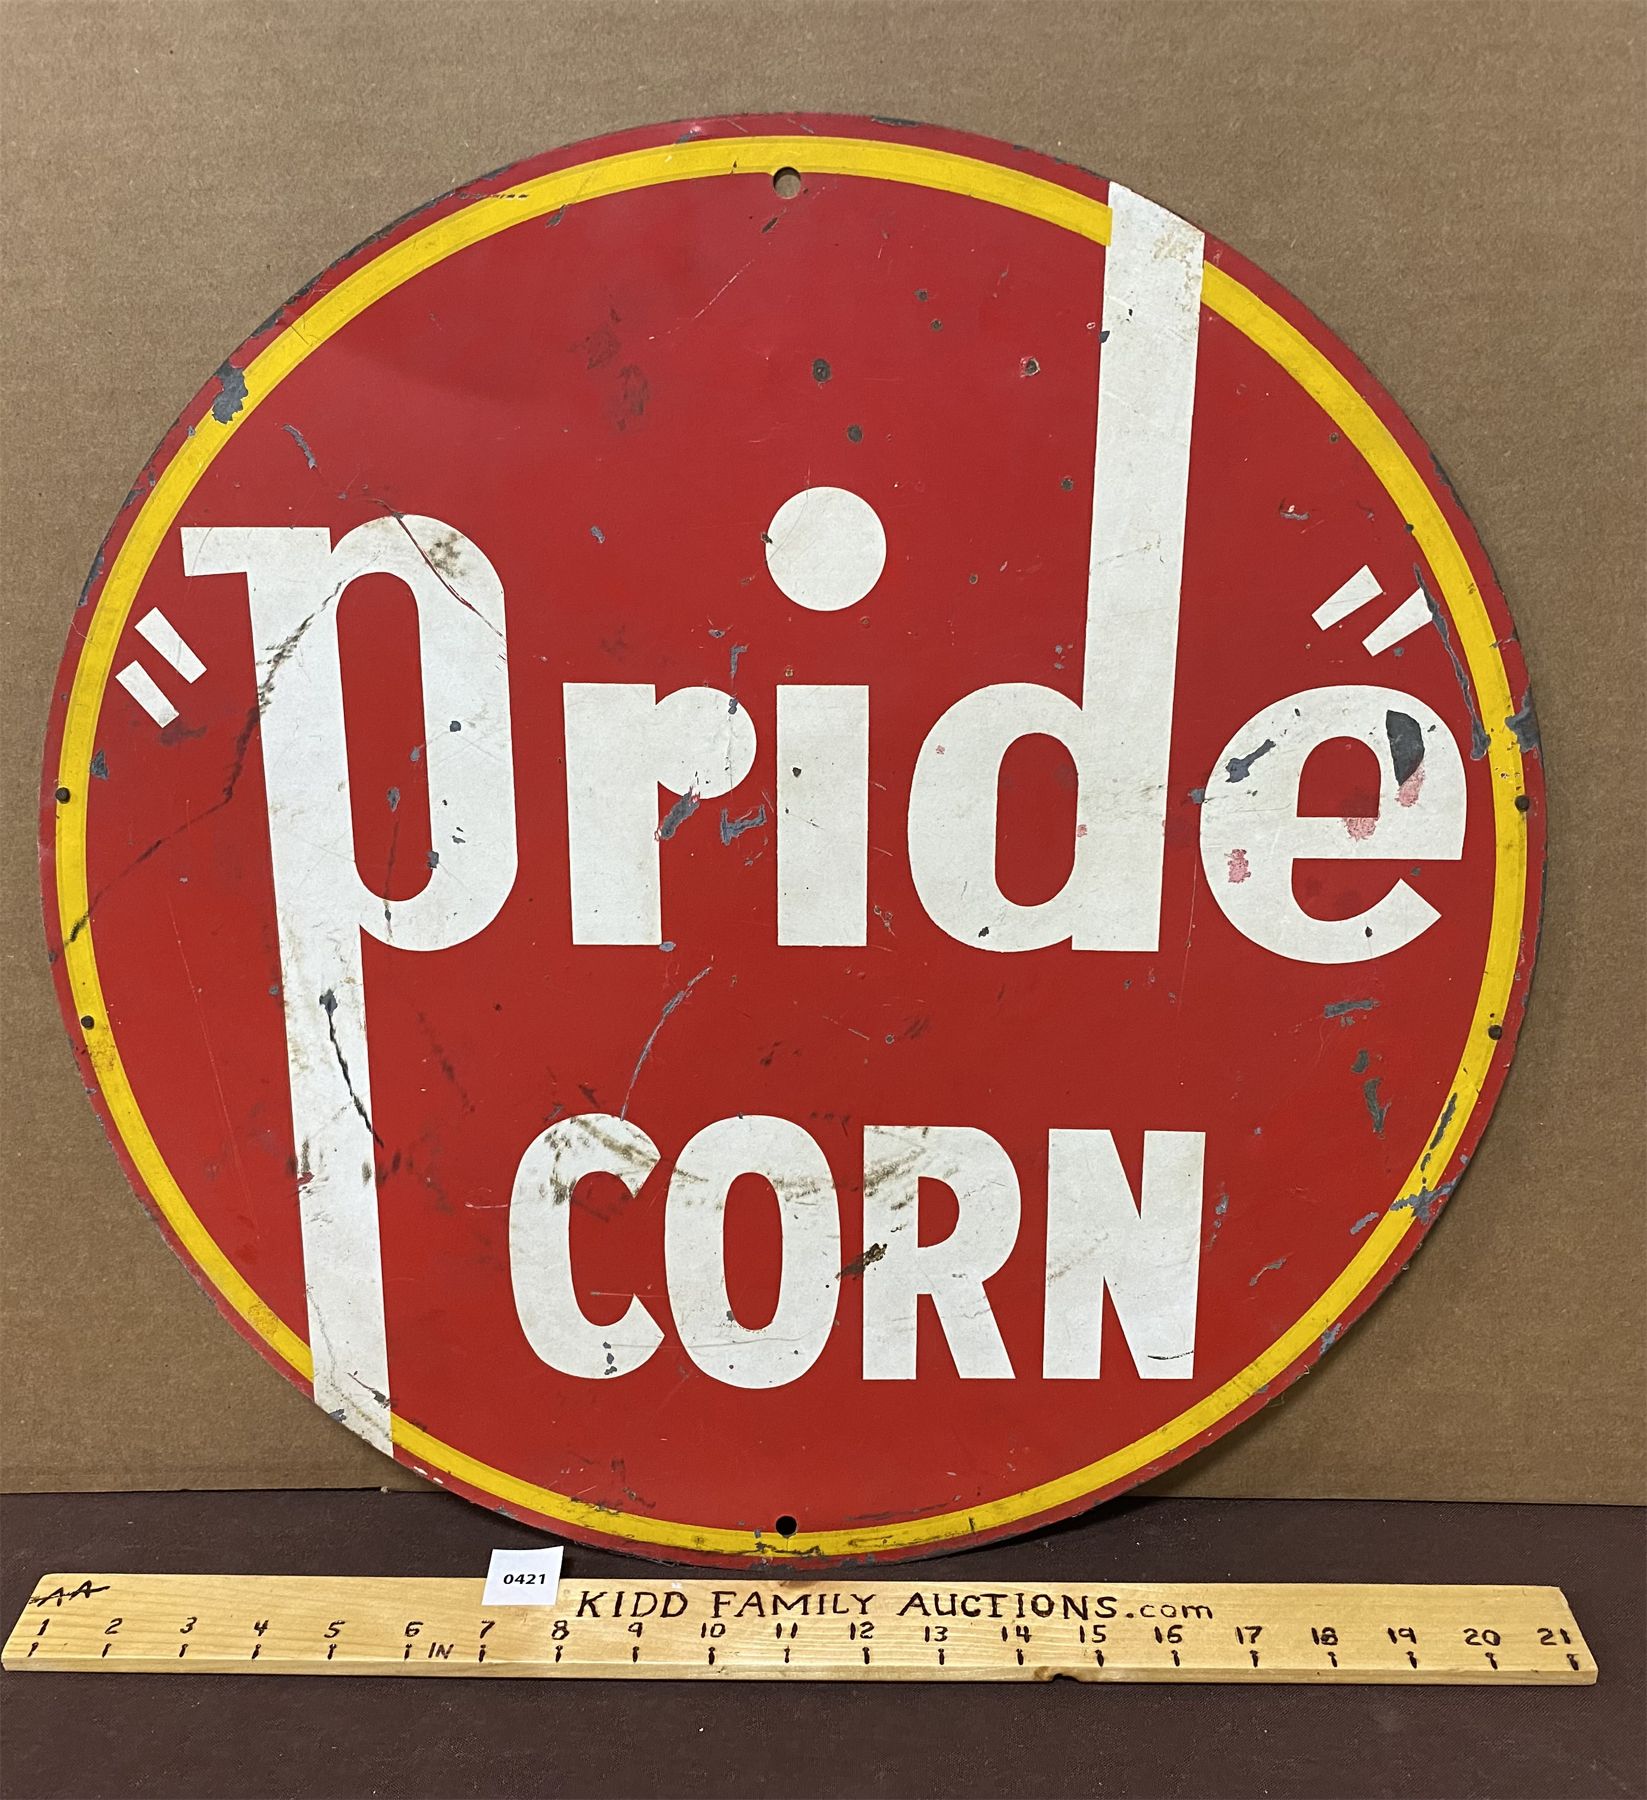 "Pride"
CORN
0421
AA
KIDD FAMILY AUCTIONS.com
1 2 3 4 5 6 IN 7 8 9 10 11 12 13 14 15 16 17 18 19 20 21